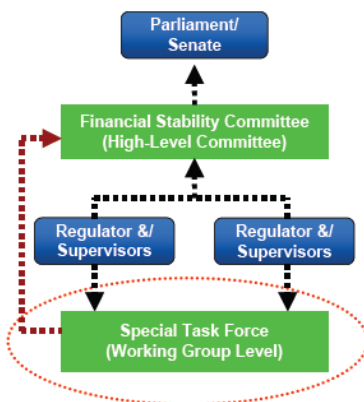 Parliament/
Senate
Financial Stability Committee
(High-Level Committee)
Regulator &/
Supervisors
Regulator &/
Supervisors
Special Task Force
(Working Group Level)